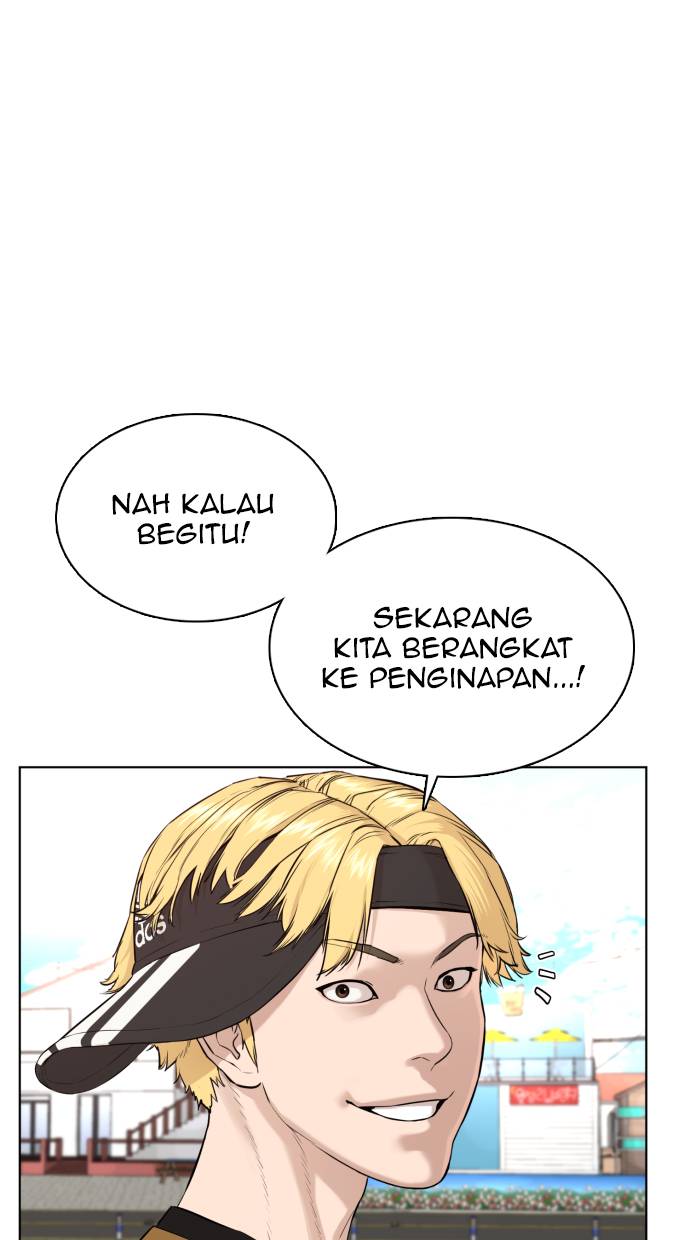 NAH KALAU
BEGITU!
SEKARANG
KITA BERANGKAT
KE PENGINAPAN...!